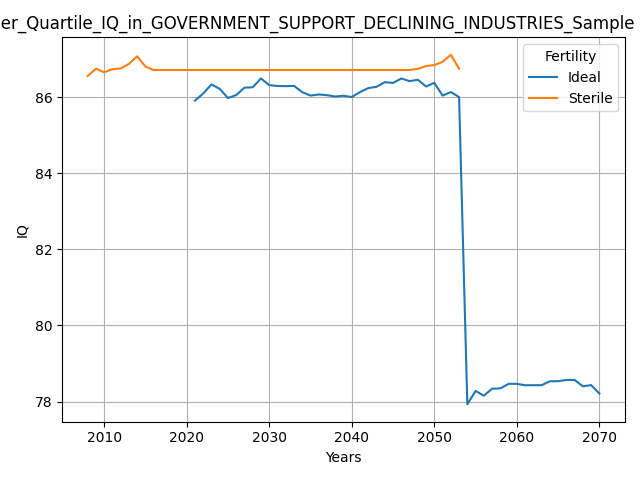 er_Quartile_IQ_in_GOVERNMENT_SUPPORT_DECLINING_INDUSTRIES_Sample
Fertility
Ideal
Sterile
86
84
82
80
78
IQ
2010 2020 2030 2040 2050 2060 2070
Years